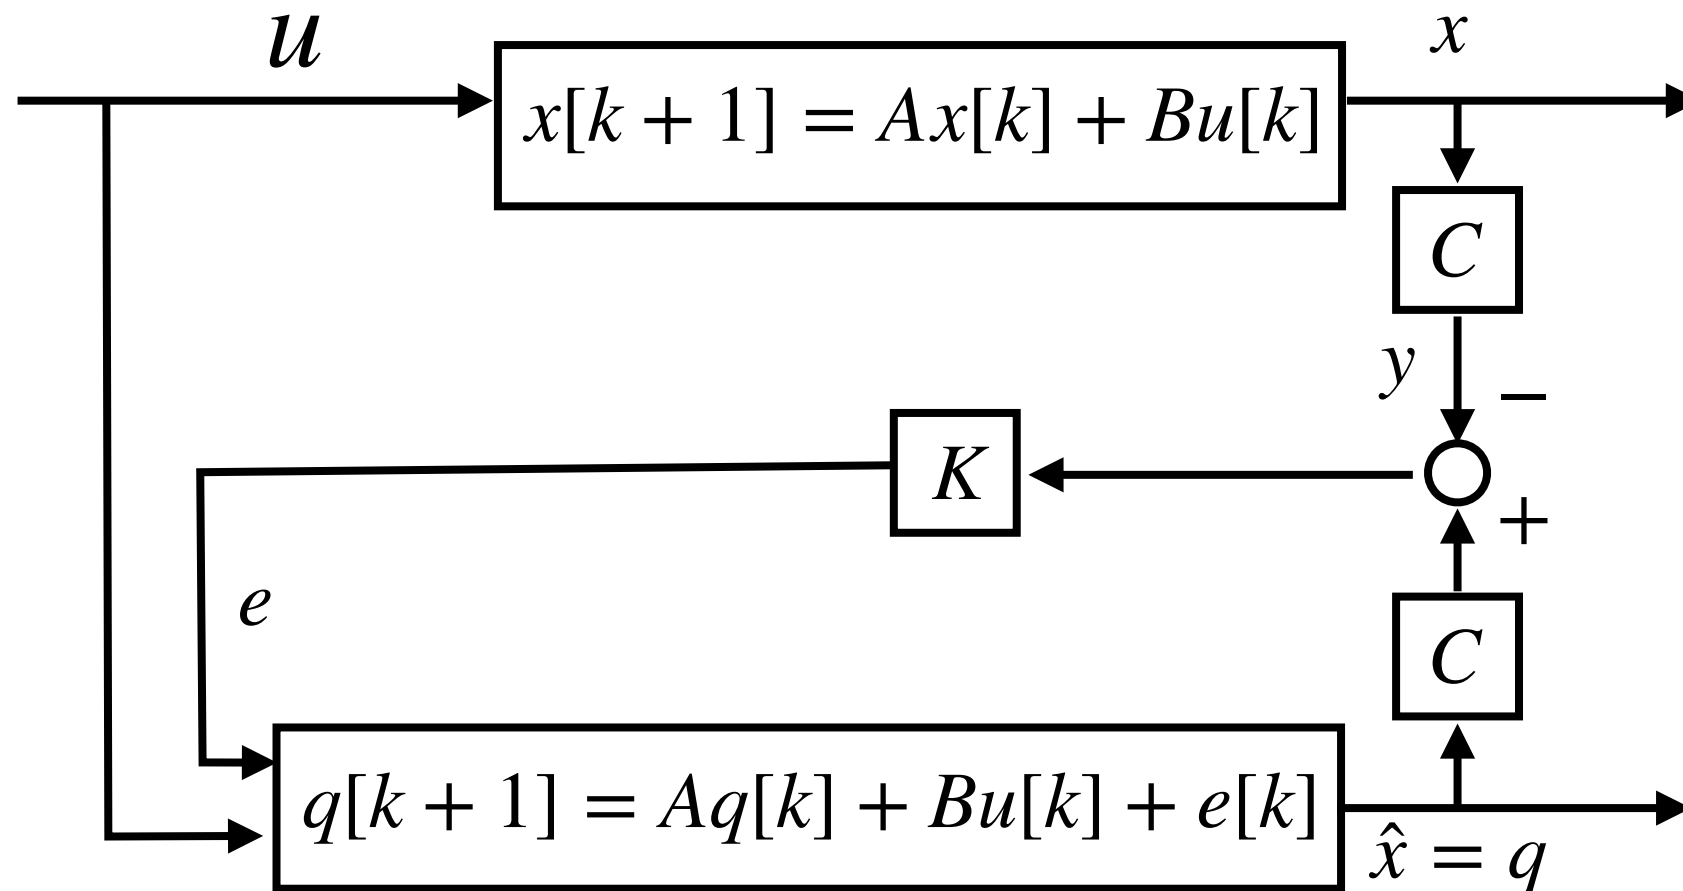 u
x
x[k + 1] = Ax[k] + Bu[k]
C
y
−
K
+
e
C
q[k + 1] = Aq[k] + Bu[k] + e[k]
x̂ = q